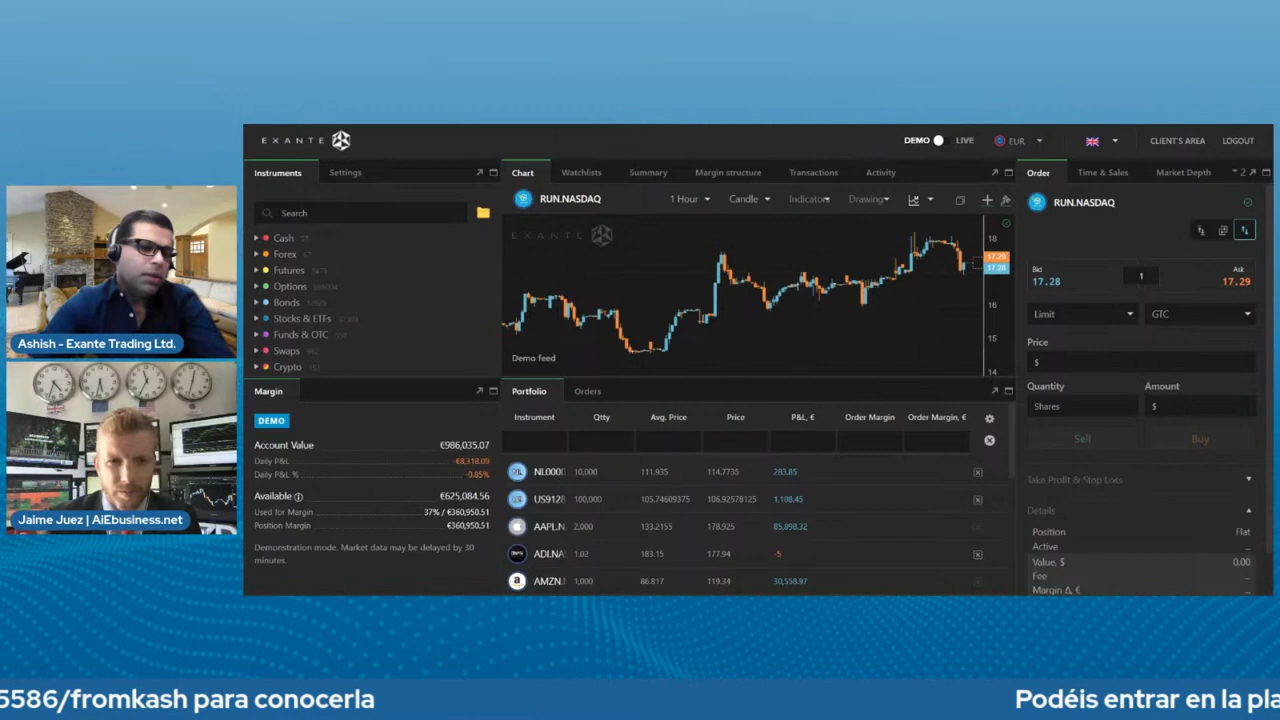 EXANTE
DEMO LIVE EUR CLIENT'S AREA LOGOUT
Instruments Settings
Search
Cash 27
Forex
Futures
Options
Bonds
Stocks & ETFs
Funds & OTC
Swaps
Crypto
Chart Watchlists Summary Margin structure Transactions Activity
RUN.NASDAQ 1 Hour Candle Indicators Drawing
EXANTE
18
17.29
17.28
16
15
14
Demo feed
Order Time & Sales Market Depth 2
RUN.NASDAQ
Bid 1 Ask
17.28 17.29
Limit GTC
Price
$
Quantity Amount
Shares $
Sell Buy
Take Profit & Stop Loss
Details
Position Flat
Active –
Value, $ 0.00
Fee –
Margin Δ, € –
Margin
DEMO
Account Value €986,035.07
Daily P&L -€8,318.09
Daily P&L % -0.85%
Available €625,084.56
Used for Margin 37% / €360,950.51
Position Margin €360,950.51
Demonstration mode. Market data may be delayed by 30
minutes.
Portfolio Orders
Instrument Qtty Avg. Price Price P&L, € Order Margin Order Margin, €
NL000 10,000 111.935 114.7735 283.85
US912 100,000 105.74609375 106.92578125 1,108.45
AAPL.N 2,000 133.2155 178.925 85,898.32
ADI.NA 1.02 183.15 177.94 -5
AMZN. 1,000 86.817 119.34 30,558.97
Ashish - Exante Trading Ltd.
Jaime Juez | AiEbusiness.net
5586/fromkash para conocerla
Podéis entrar en la pla